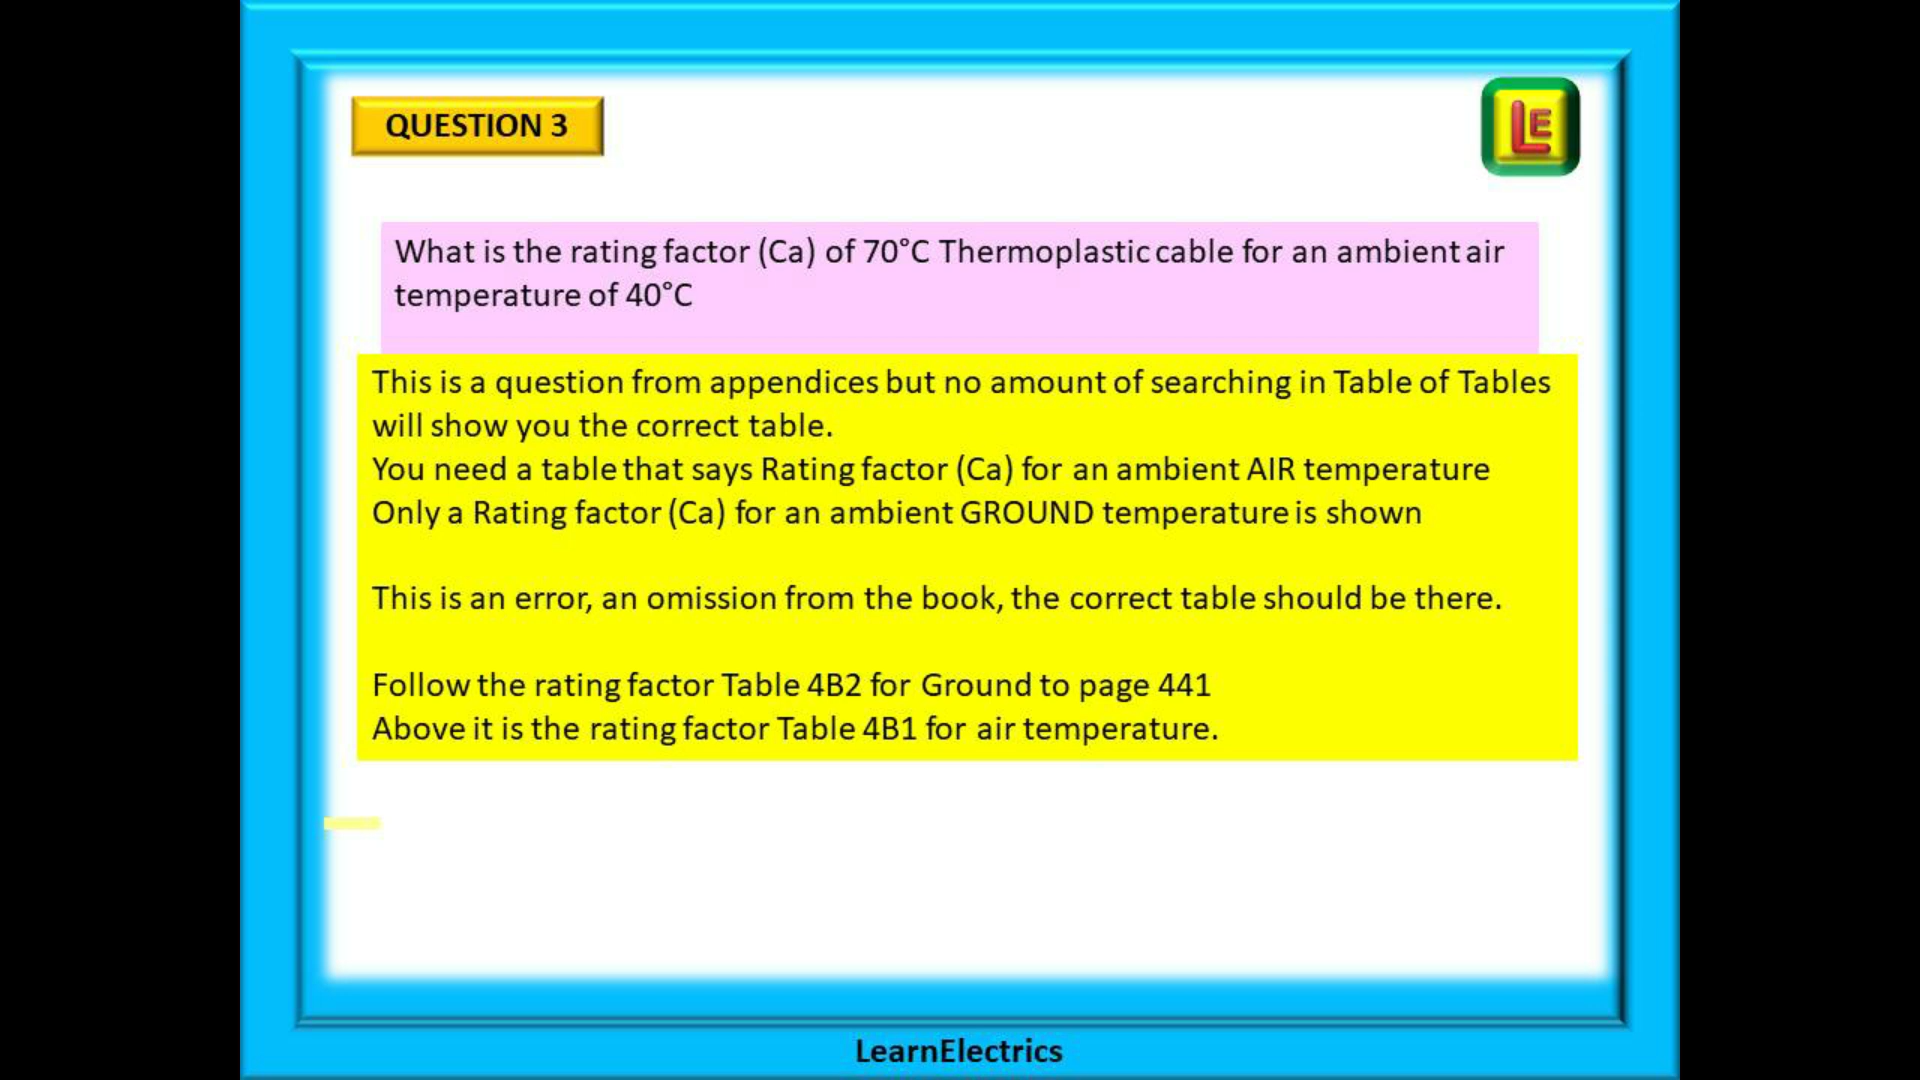 QUESTION 3
LE
What is the rating factor (Ca) of 70°C Thermoplastic cable for an ambient air
temperature of 40°C
This is a question from appendices but no amount of searching in Table of Tables
will show you the correct table.
You need a table that says Rating factor (Ca) for an ambient AIR temperature
Only a Rating factor (Ca) for an ambient GROUND temperature is shown
This is an error, an omission from the book, the correct table should be there.
Follow the rating factor Table 4B2 for Ground to page 441
Above it is the rating factor Table 4B1 for air temperature.
LearnElectrics